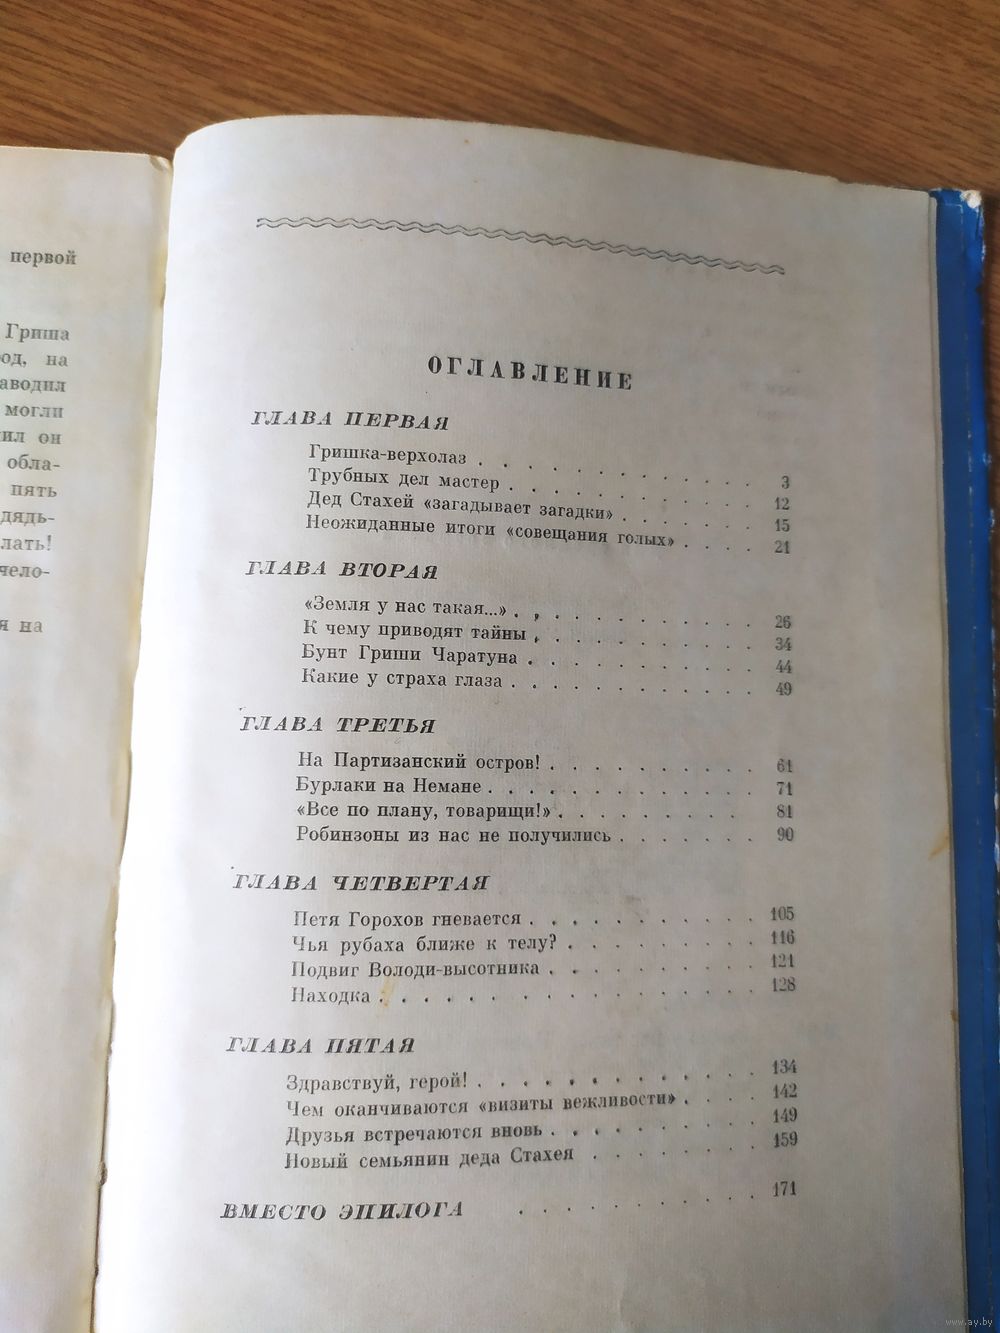 первой
Гриша
од, на
аводил
могли
ил он
обла-
пять
дядь-
лать!
чело-
я на
ОГЛАВЛЕНИЕ
ГЛАВА ПЕРВАЯ
Гришка-верхолаз . . . . . . . . . . . 3
Трубных дел мастер . . . . . . . . . . 12
Дед Стахей «загадывает загадки» . . . . . . 15
Неожиданные итоги «совещания голых» . . . . 21
ГЛАВА ВТОРАЯ
«Земля у нас такая...» . . . . . . . . . . 26
К чему приводят тайны . . . . . . . . . . 34
Бунт Гриши Чаратуна . . . . . . . . . . 44
Какие у страха глаза . . . . . . . . . . 49
ГЛАВА ТРЕТЬЯ
На Партизанский остров! . . . . . . . . . 61
Бурлаки на Немане . . . . . . . . . . . 71
«Все по плану, товарищи!» . . . . . . . . 81
Робинзоны из нас не получились . . . . . . 90
ГЛАВА ЧЕТВЕРТАЯ
Петя Горохов гневается . . . . . . . . . . 105
Чья рубаха ближе к телу? . . . . . . . . . 116
Подвиг Володи-высотника . . . . . . . . . 121
Находка . . . . . . . . . . . . . . . 128
ГЛАВА ПЯТАЯ
Здравствуй, герой! . . . . . . . . . . . 134
Чем оканчиваются «визиты вежливости» . . . . 142
Друзья встречаются вновь . . . . . . . . . 149
Новый семьянин деда Стахея . . . . . . . 159
ВМЕСТО ЭПИЛОГА . . . . . . . . . . 171
www.ay.by